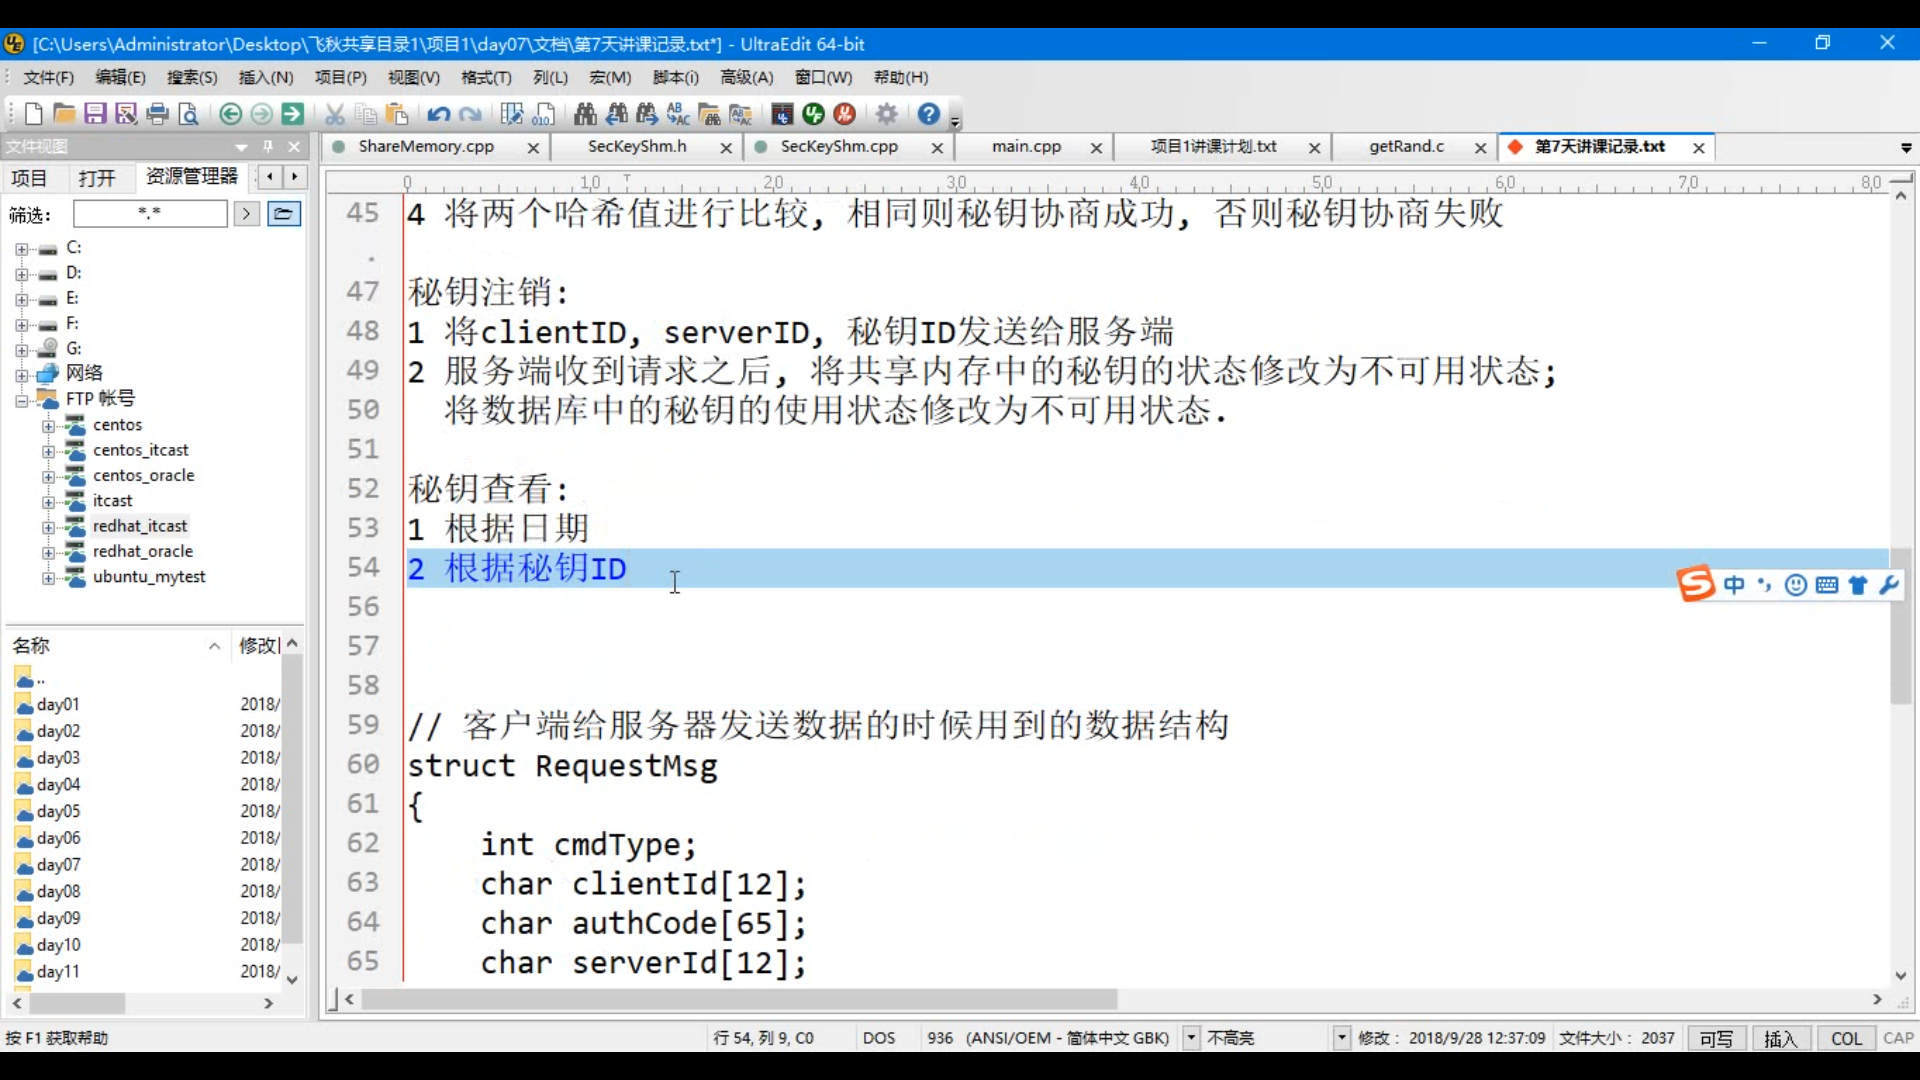 [C:\Users\Administrator\Desktop\飞秋共享目录1\项目1\day07\文档\第7天讲课记录.txt*] - UltraEdit 64-bit
文件(F) 编辑(E) 搜索(S) 插入(N) 项目(P) 视图(V) 格式(T) 列(L) 宏(M) 脚本(i) 高级(A) 窗口(W) 帮助(H)
文件视图
ShareMemory.cpp SecKeyShm.h SecKeyShm.cpp main.cpp 项目1讲课计划.txt getRand.c 第7天讲课记录.txt
项目 打开 资源管理器
筛选: *.*
C:
D:
E:
F:
G:
网络
FTP 帐号
centos
centos_itcast
centos_oracle
itcast
redhat_itcast
redhat_oracle
ubuntu_mytest
名称 修改
..
day01 2018/
day02 2018/
day03 2018/
day04 2018/
day05 2018/
day06 2018/
day07 2018/
day08 2018/
day09 2018/
day10 2018/
day11 2018/
0 1,0 2,0 3,0 4,0 5,0 6,0 7,0 8,0
45 4 将两个哈希值进行比较, 相同则秘钥协商成功, 否则秘钥协商失败
.
47 秘钥注销:
48 1 将clientID, serverID, 秘钥ID发送给服务端
49 2 服务端收到请求之后, 将共享内存中的秘钥的状态修改为不可用状态;
50 将数据库中的秘钥的使用状态修改为不可用状态.
51
52 秘钥查看:
53 1 根据日期
54 2 根据秘钥ID
56
57
58
59 // 客户端给服务器发送数据的时候用到的数据结构
60 struct RequestMsg
61 {
62 int cmdType;
63 char clientId[12];
64 char authCode[65];
65 char serverId[12];
中
按 F1 获取帮助 行 54, 列 9, C0 DOS 936 (ANSI/OEM - 简体中文 GBK) 不高亮 修改: 2018/9/28 12:37:09 文件大小: 2037 可写 插入 COL CAP